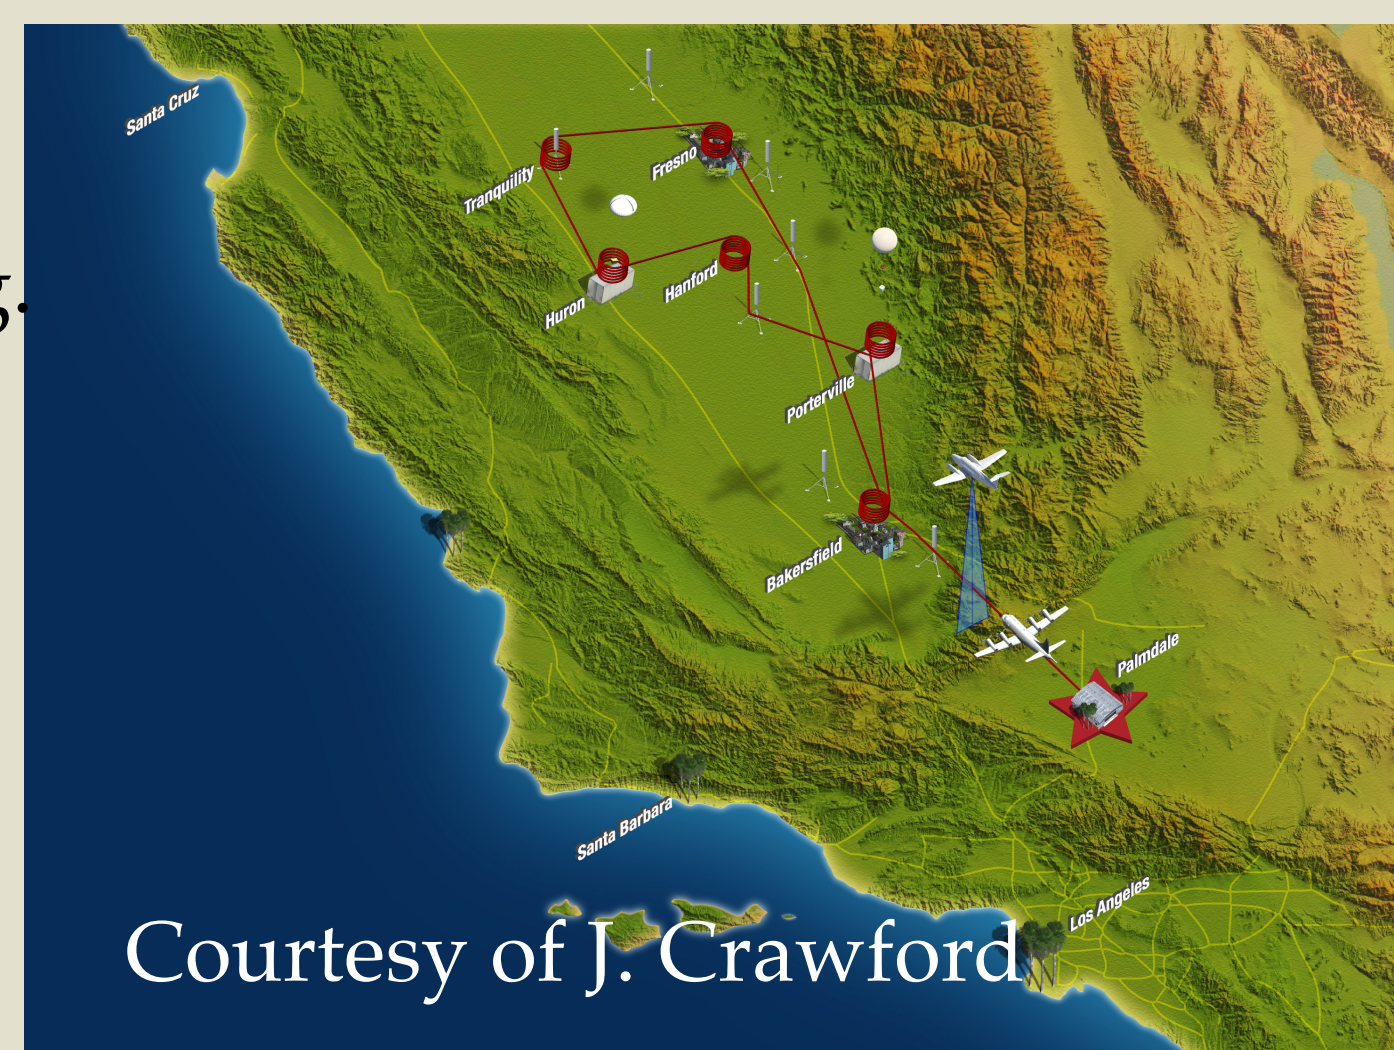 Santa Cruz
Fresno
Tranquility
g.
Hanford
Huron
Porterville
Bakersfield
Palmdale
Santa Barbara
Los Angeles
Courtesy of J. Crawford